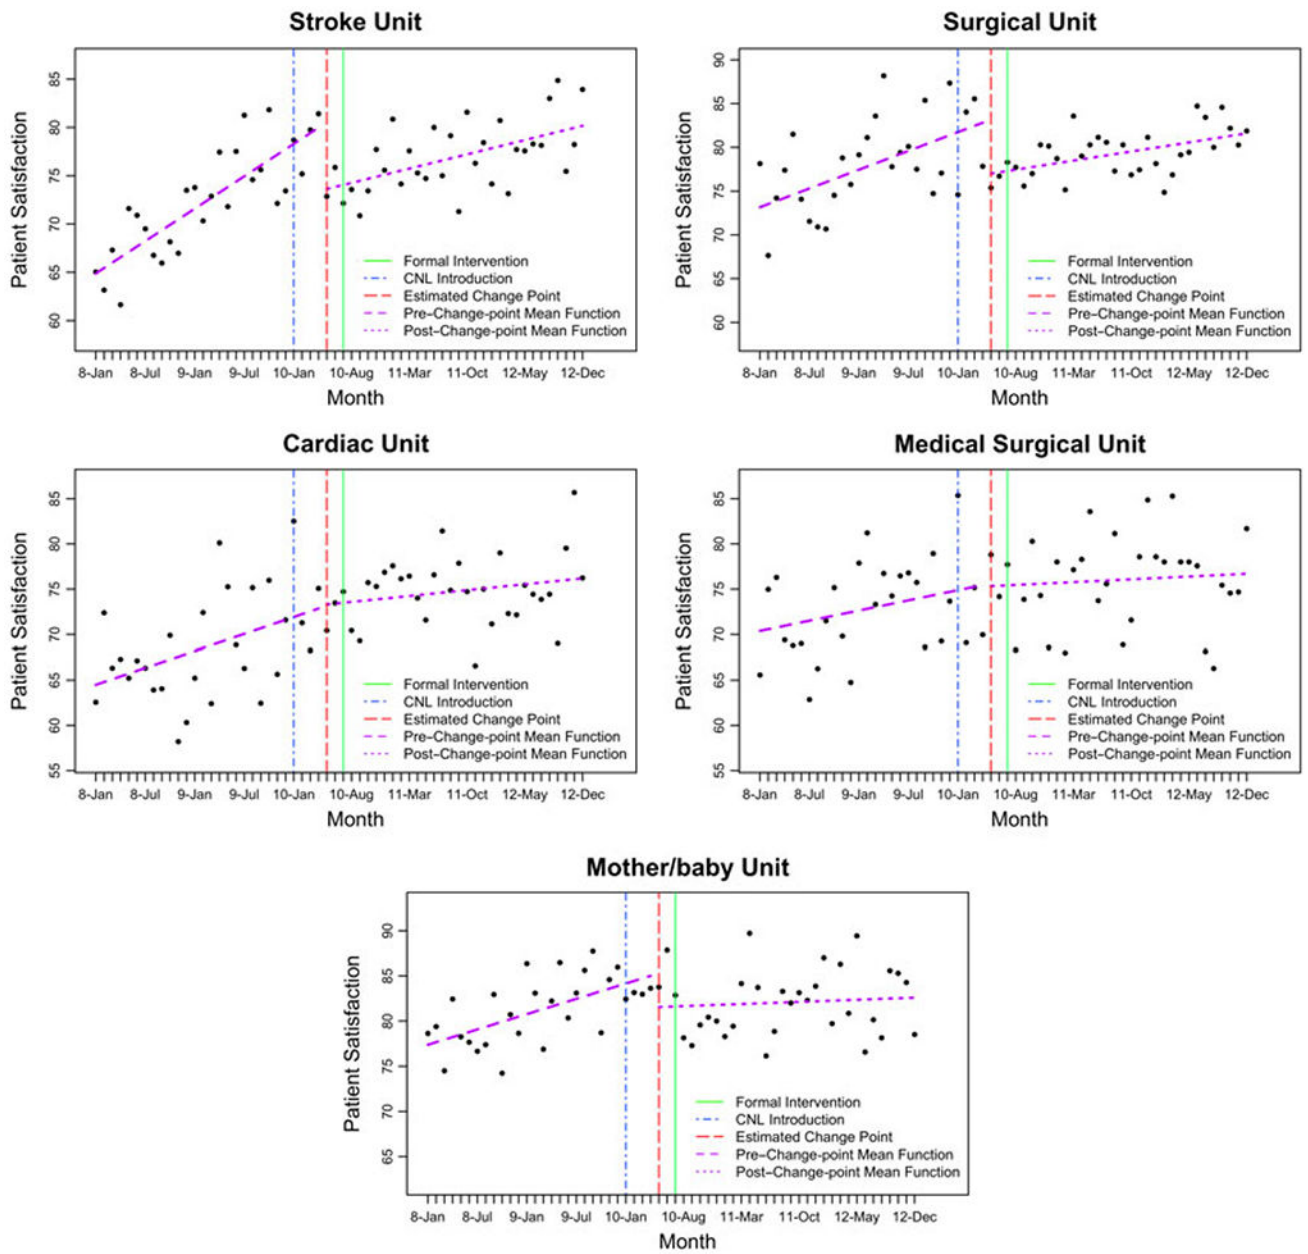 Stroke Unit
Patient Satisfaction
85
80
75
70
65
60
Formal Intervention
CNL Introduction
Estimated Change Point
Pre-Change-point Mean Function
Post-Change-point Mean Function
8-Jan 8-Jul 9-Jan 9-Jul 10-Jan 10-Aug 11-Mar 11-Oct 12-May 12-Dec
Month
Surgical Unit
Patient Satisfaction
90
85
80
75
70
65
60
Formal Intervention
CNL Introduction
Estimated Change Point
Pre-Change-point Mean Function
Post-Change-point Mean Function
8-Jan 8-Jul 9-Jan 9-Jul 10-Jan 10-Aug 11-Mar 11-Oct 12-May 12-Dec
Month
Cardiac Unit
Patient Satisfaction
85
80
75
70
65
60
55
Formal Intervention
CNL Introduction
Estimated Change Point
Pre-Change-point Mean Function
Post-Change-point Mean Function
8-Jan 8-Jul 9-Jan 9-Jul 10-Jan 10-Aug 11-Mar 11-Oct 12-May 12-Dec
Month
Medical Surgical Unit
Patient Satisfaction
85
80
75
70
65
60
55
Formal Intervention
CNL Introduction
Estimated Change Point
Pre-Change-point Mean Function
Post-Change-point Mean Function
8-Jan 8-Jul 9-Jan 9-Jul 10-Jan 10-Aug 11-Mar 11-Oct 12-May 12-Dec
Month
Mother/baby Unit
Patient Satisfaction
90
85
80
75
70
65
Formal Intervention
CNL Introduction
Estimated Change Point
Pre-Change-point Mean Function
Post-Change-point Mean Function
8-Jan 8-Jul 9-Jan 9-Jul 10-Jan 10-Aug 11-Mar 11-Oct 12-May 12-Dec
Month